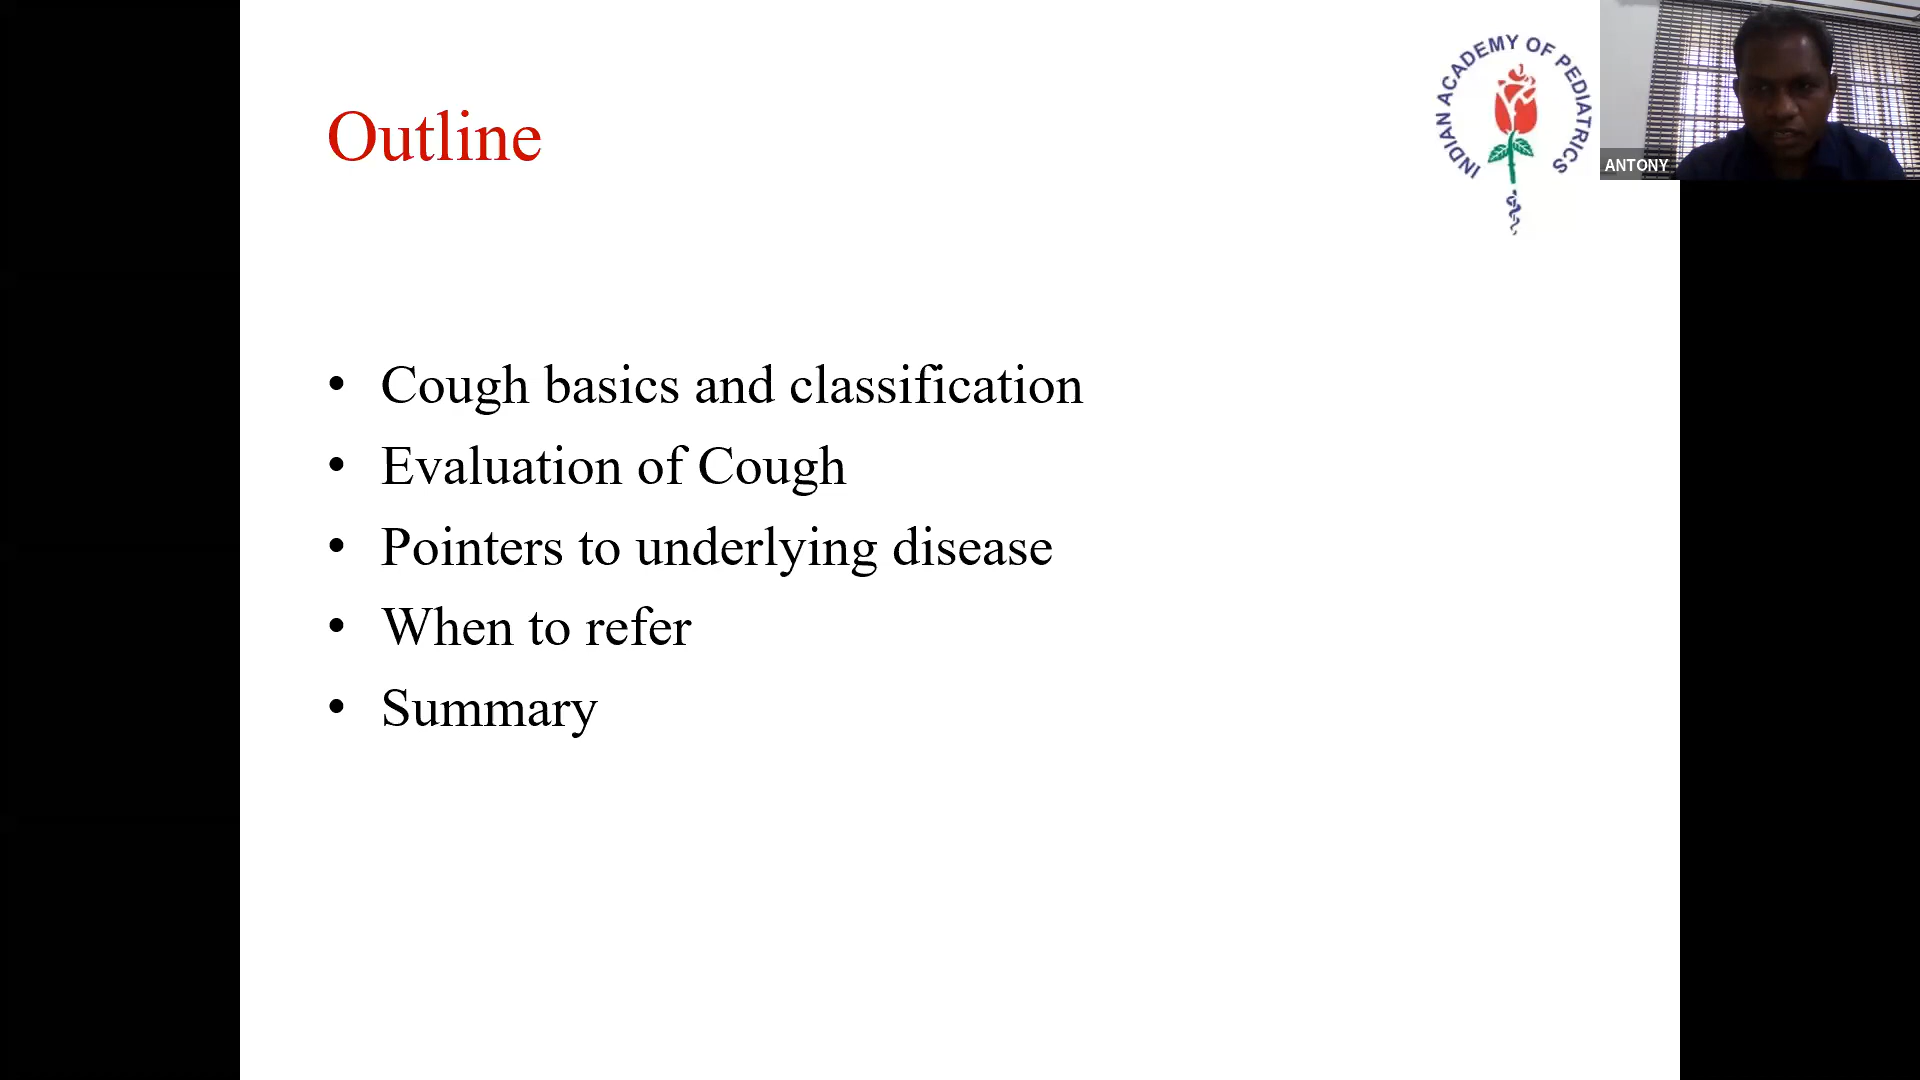 Outline
INDIAN ACADEMY OF PEDIATRICS
ANTONY
• Cough basics and classification
• Evaluation of Cough
• Pointers to underlying disease
• When to refer
• Summary